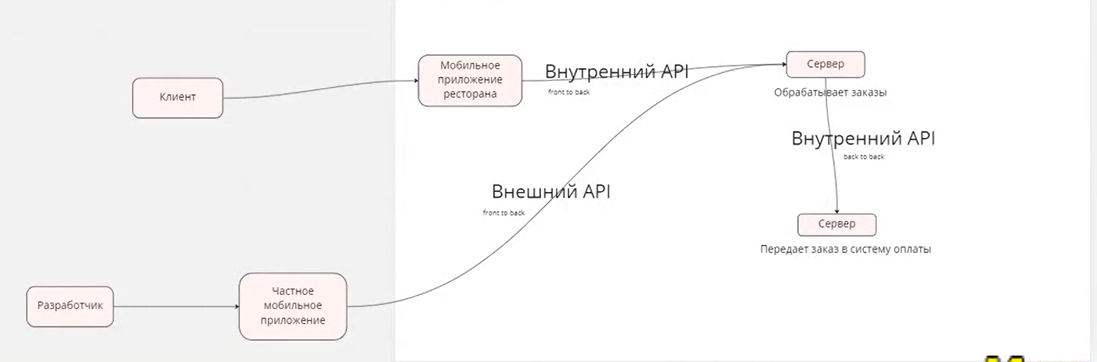 Мобильное
приложение
ресторана
Внутренний API
front to back
Сервер
Обрабатывает заказы
Клиент
Внутренний API
back to back
Внешний API
front to back
Сервер
Передает заказ в систему оплаты
Разработчик
Частное
мобильное
приложение